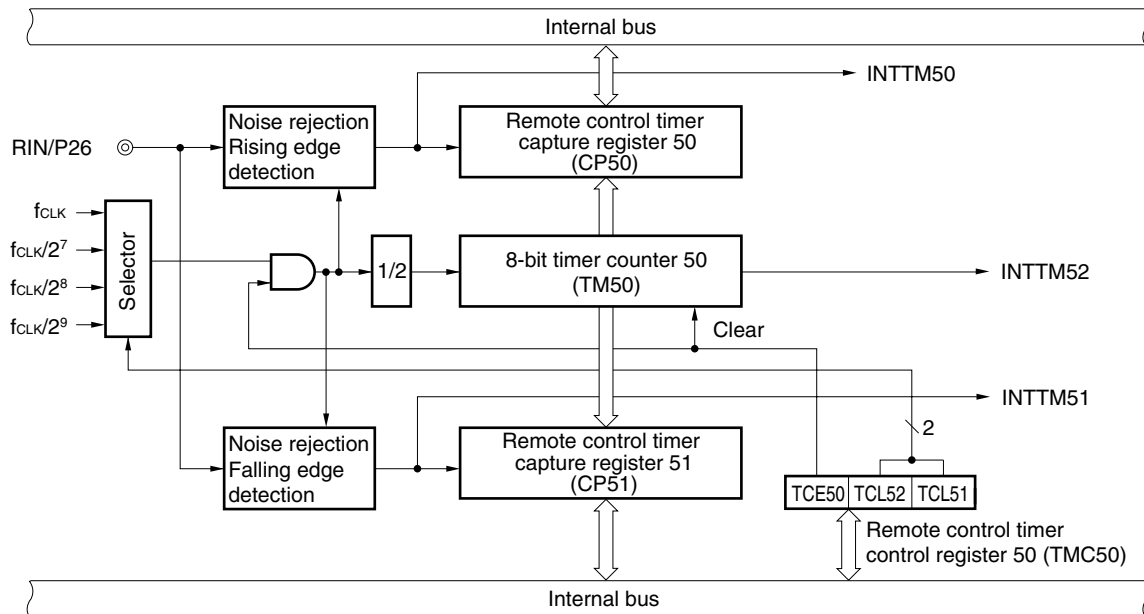 Internal bus
INTTM50
Noise rejection
Rising edge
detection
Remote control timer
capture register 50
(CP50)
RIN/P26
fCLK
fCLK/2⁷
fCLK/2⁸
fCLK/2⁹
Selector
1/2
8-bit timer counter 50
(TM50)
INTTM52
Clear
INTTM51
Noise rejection
Falling edge
detection
Remote control timer
capture register 51
(CP51)
2
TCE50 TCL52 TCL51
Remote control timer
control register 50 (TMC50)
Internal bus